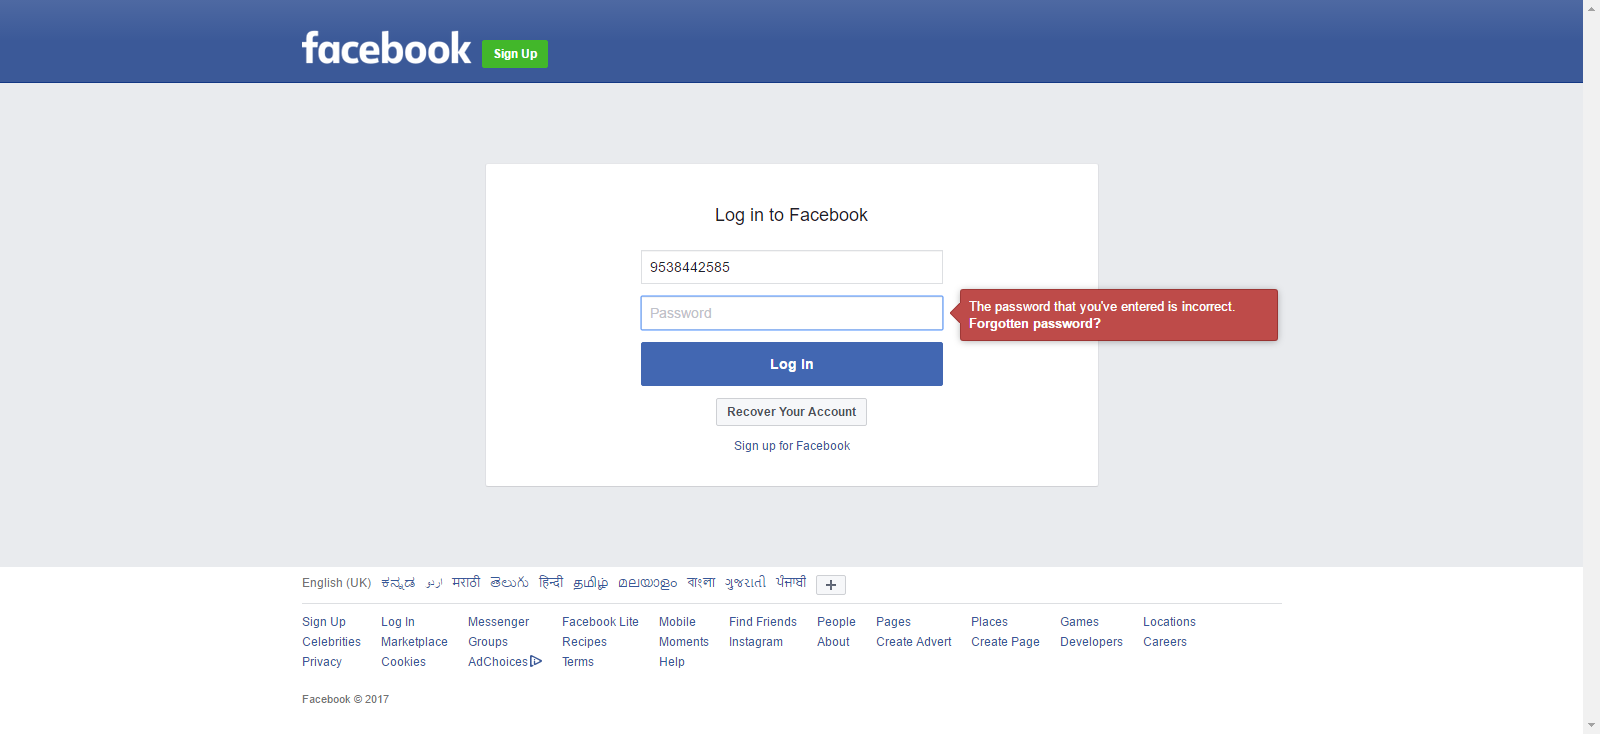 facebook Sign Up
Log in to Facebook
9538442585
Password
The password that you've entered is incorrect.
Forgotten password?
Log In
Recover Your Account
Sign up for Facebook
English (UK) ಕನ್ನಡ اردو मराठी తెలుగు हिन्दी தமிழ் മലയാളം বাংলা ગુજરાતી ਪੰਜਾਬੀ +
Sign Up Log In Messenger Facebook Lite Mobile Find Friends People Pages Places Games Locations
Celebrities Marketplace Groups Recipes Moments Instagram About Create Advert Create Page Developers Careers
Privacy Cookies AdChoices Terms Help
Facebook © 2017